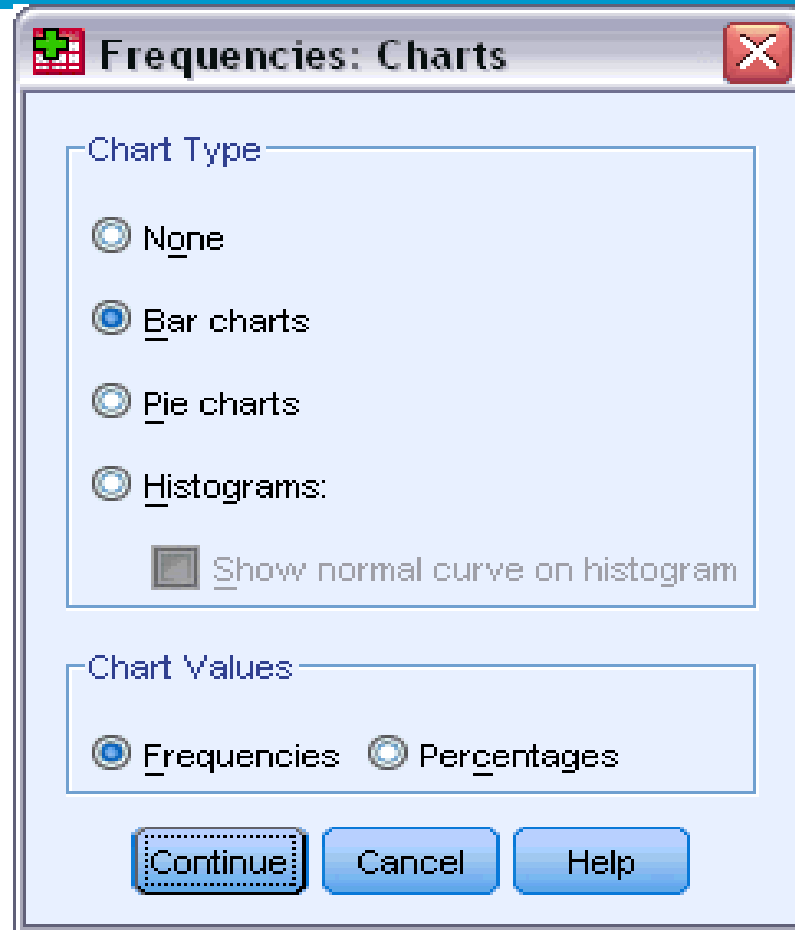 Frequencies: Charts
Chart Type
None
Bar charts
Pie charts
Histograms:
Show normal curve on histogram
Chart Values
Frequencies Percentages
Continue Cancel Help